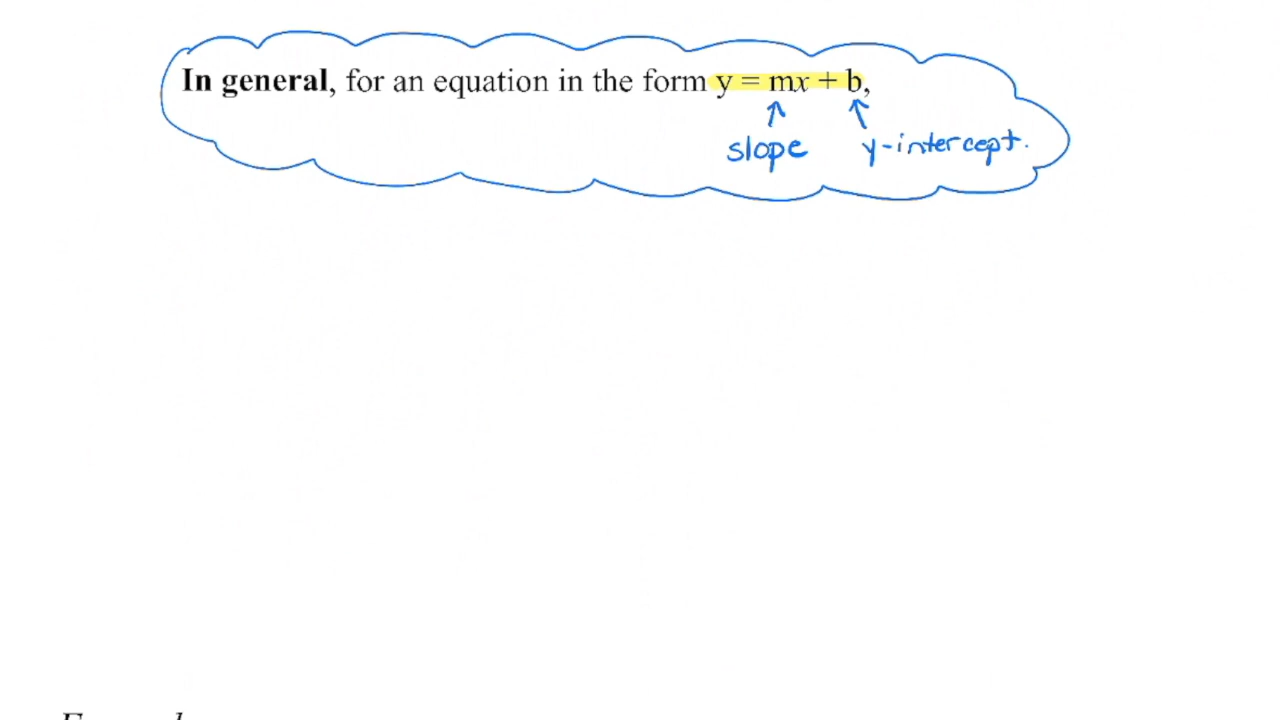 In general, for an equation in the form y = mx + b,
↑ ↑
slope y-intercept.